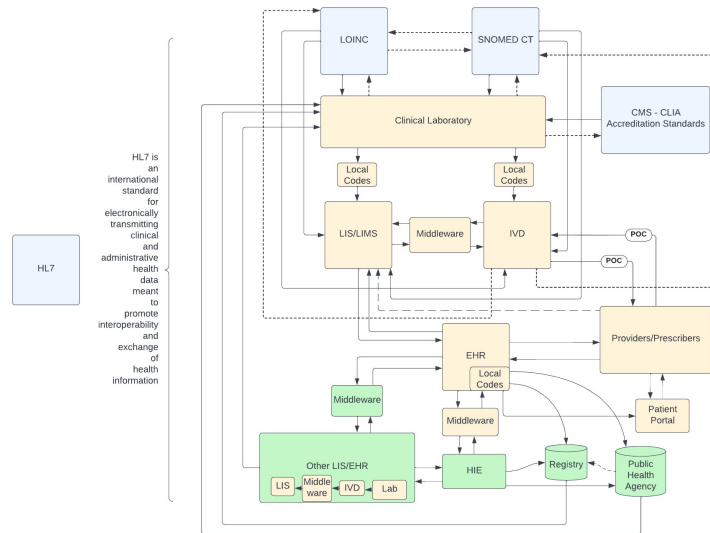 LOINC
SNOMED CT
Clinical Laboratory
CMS - CLIA
Accreditation Standards
HL7 is
an
international
standard
for
electronically
transmitting
clinical
and
administrative
health
data
meant
to
promote
interoperability
and
exchange
of
health
information
HL7
Local
Codes
Local
Codes
LIS/LIMS
Middleware
IVD
POC
POC
Providers/Prescribers
EHR
Local
Codes
Middleware
Middleware
Patient
Portal
Other LIS/EHR
LIS
Middle
ware
IVD
Lab
HIE
Registry
Public
Health
Agency